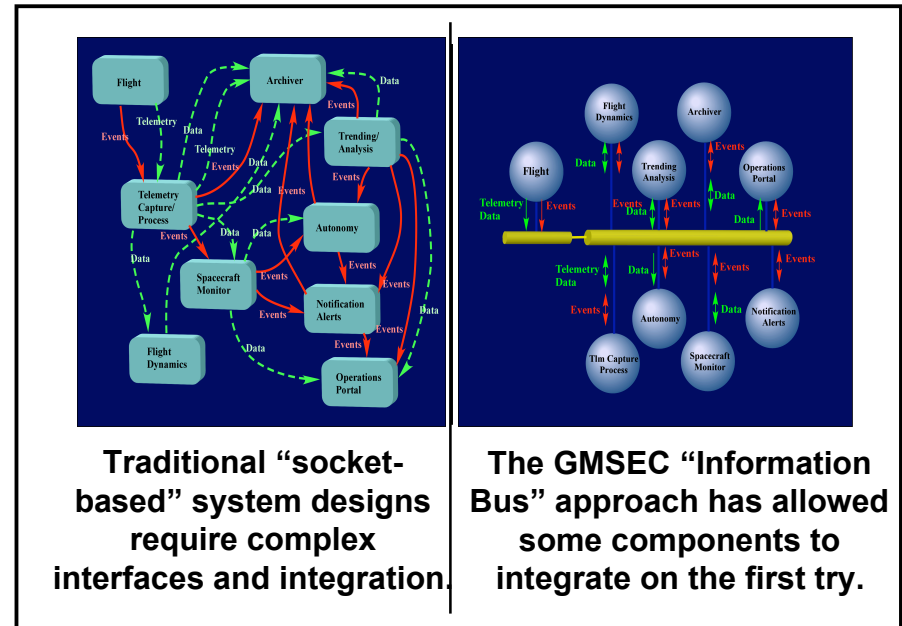 Flight
Archiver
Data
Telemetry
Data
Events
Events
Telemetry
Events
Trending/
Analysis
Data
Data
Events
Events
Telemetry
Capture/
Process
Autonomy
Events
Data
Data
Data
Events
Data
Spacecraft
Monitor
Events
Notification
Alerts
Events
Data
Events
Flight
Dynamics
Operations
Portal
Traditional “socket-
based” system designs
require complex
interfaces and integration.
Flight
Dynamics
Archiver
Events
Data
Flight
Trending
Analysis
Operations
Portal
Data
Telemetry
Data
Events
Events
Data
Events
Data
Events
Telemetry
Data
Data
Events
Events
Events
Events
Data
Autonomy
Notification
Alerts
Tlm Capture
Process
Spacecraft
Monitor
The GMSEC “Information
Bus” approach has allowed
some components to
integrate on the first try.